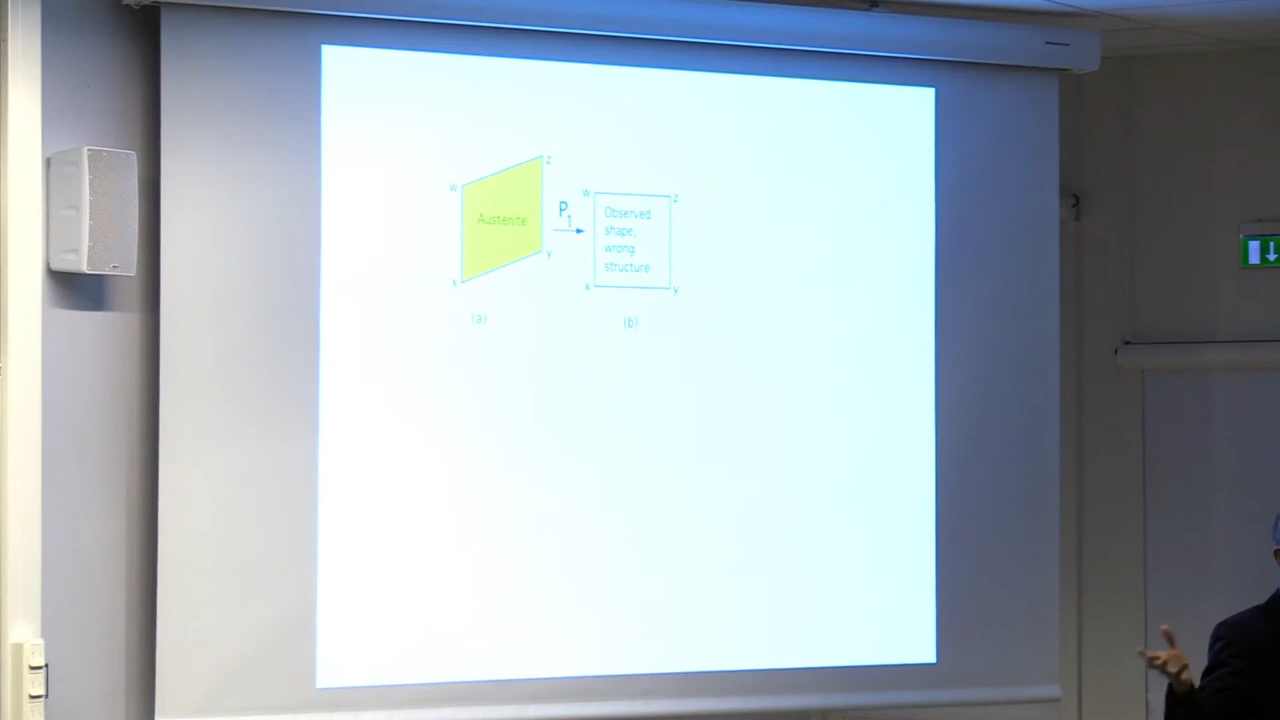 z
w
w
z
P1
Austenite
Observed
shape,
wrong
structure
y
x
x
y
(a)
(b)